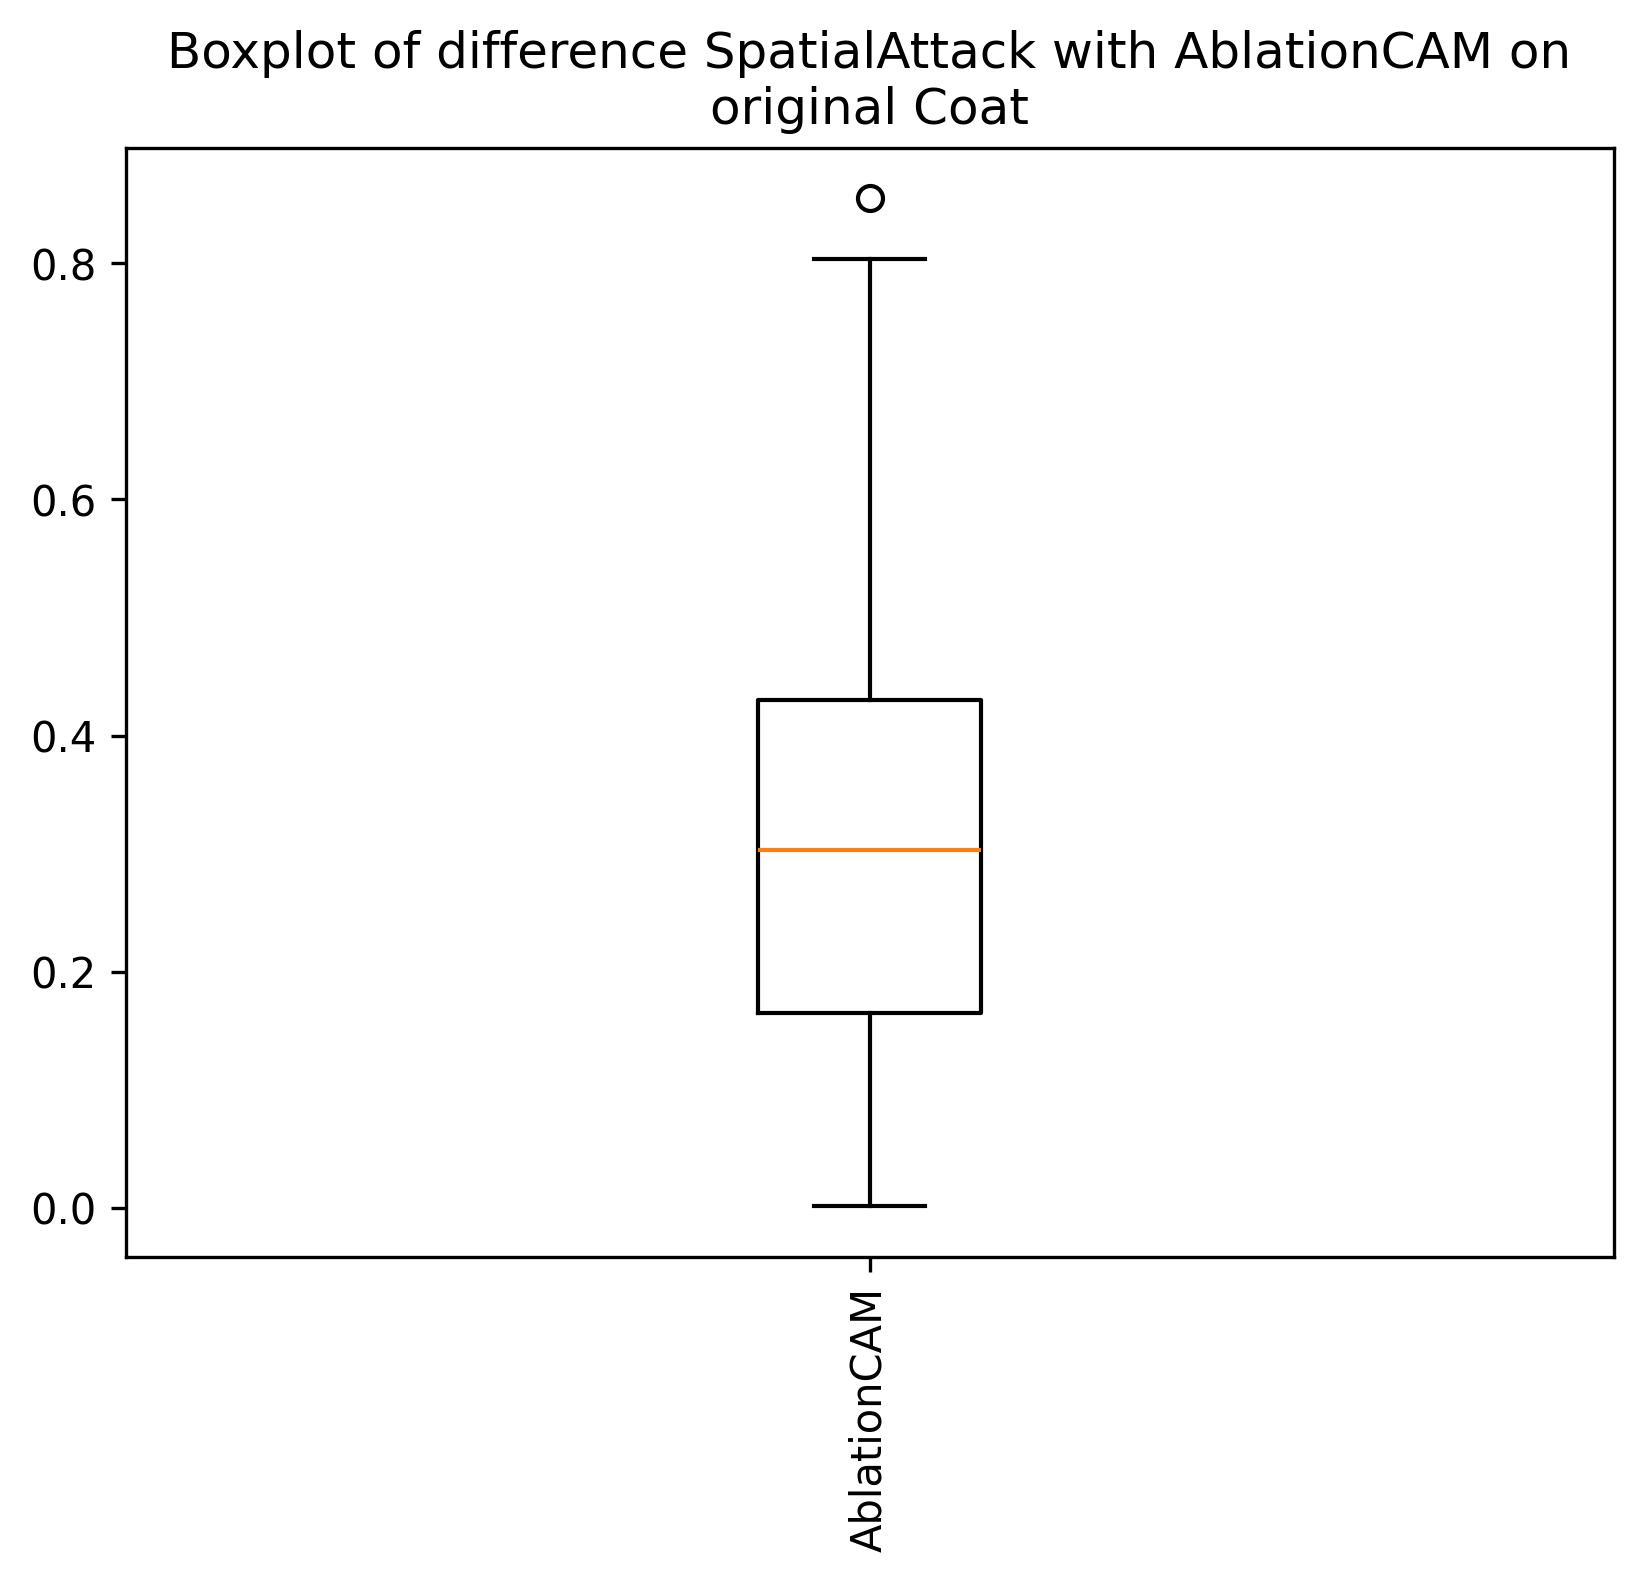 Boxplot of difference SpatialAttack with AblationCAM on
original Coat
0.8
0.6
0.4
0.2
0.0
AblationCAM